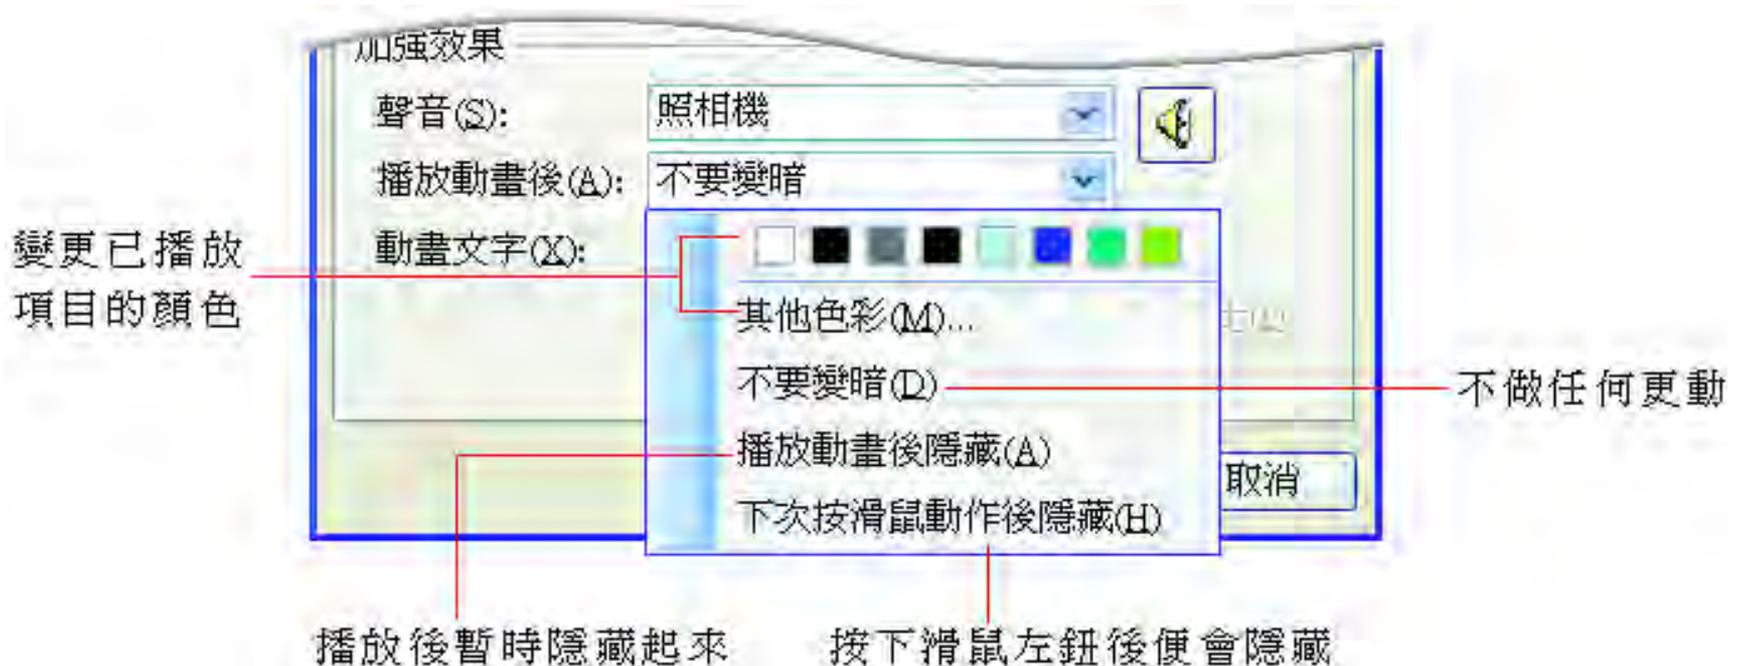 加強效果
聲音(S):
照相機
播放動畫後(A):
不要變暗
動畫文字(X):
變更已播放
項目的顏色
其他色彩(M)...
不要變暗(D)
不做任何更動
播放動畫後隱藏(A)
下次按滑鼠動作後隱藏(H)
取消
播放後暫時隱藏起來
按下滑鼠左鈕後便會隱藏